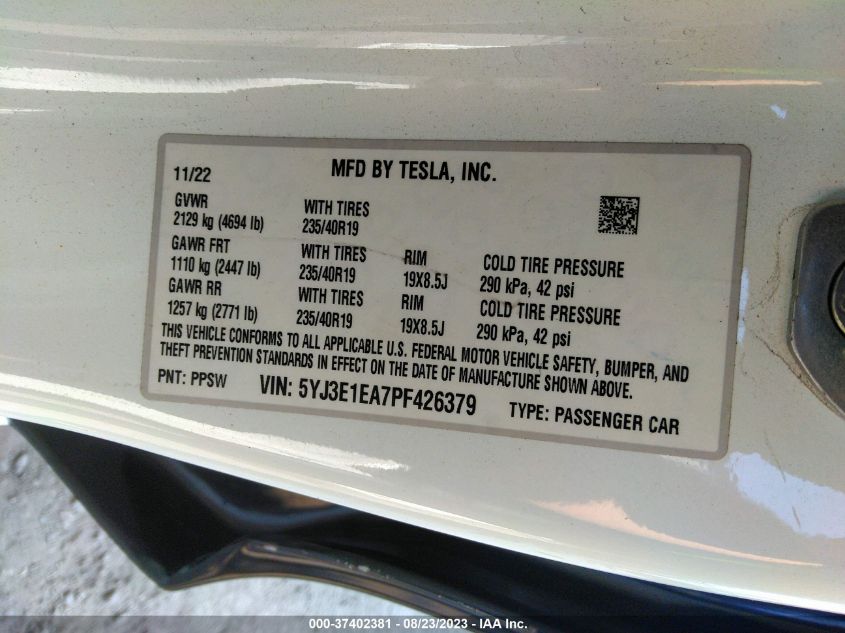 11/22 MFD BY TESLA, INC.
GVWR
2129 kg (4694 lb) WITH TIRES
235/40R19
GAWR FRT
1110 kg (2447 lb) WITH TIRES
235/40R19 RIM
19X8.5J COLD TIRE PRESSURE
290 kPa, 42 psi
GAWR RR
1257 kg (2771 lb) WITH TIRES
235/40R19 RIM
19X8.5J COLD TIRE PRESSURE
290 kPa, 42 psi
THIS VEHICLE CONFORMS TO ALL APPLICABLE U.S. FEDERAL MOTOR VEHICLE SAFETY, BUMPER, AND
THEFT PREVENTION STANDARDS IN EFFECT ON THE DATE OF MANUFACTURE SHOWN ABOVE.
PNT: PPSW VIN: 5YJ3E1EA7PF426379 TYPE: PASSENGER CAR
000-37402381 - 08/23/2023 - IAA Inc.